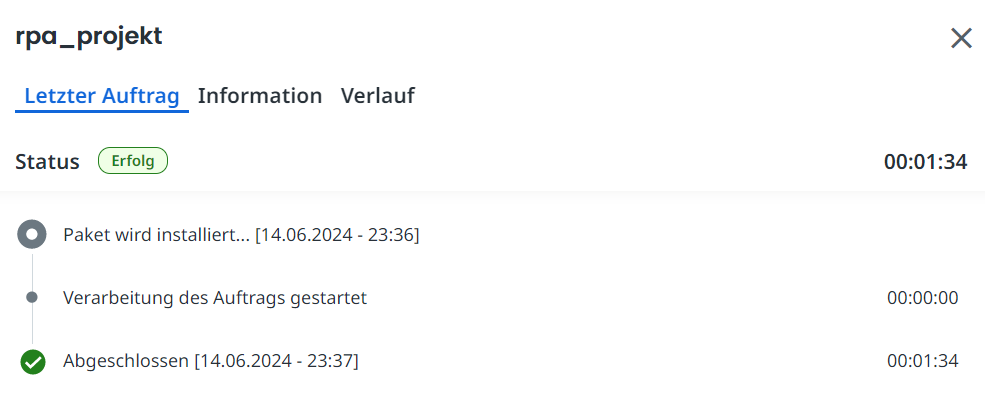 rpa_projekt
Letzter Auftrag Information Verlauf
Status Erfolg 00:01:34
Paket wird installiert... [14.06.2024 - 23:36]
Verarbeitung des Auftrags gestartet 00:00:00
Abgeschlossen [14.06.2024 - 23:37] 00:01:34